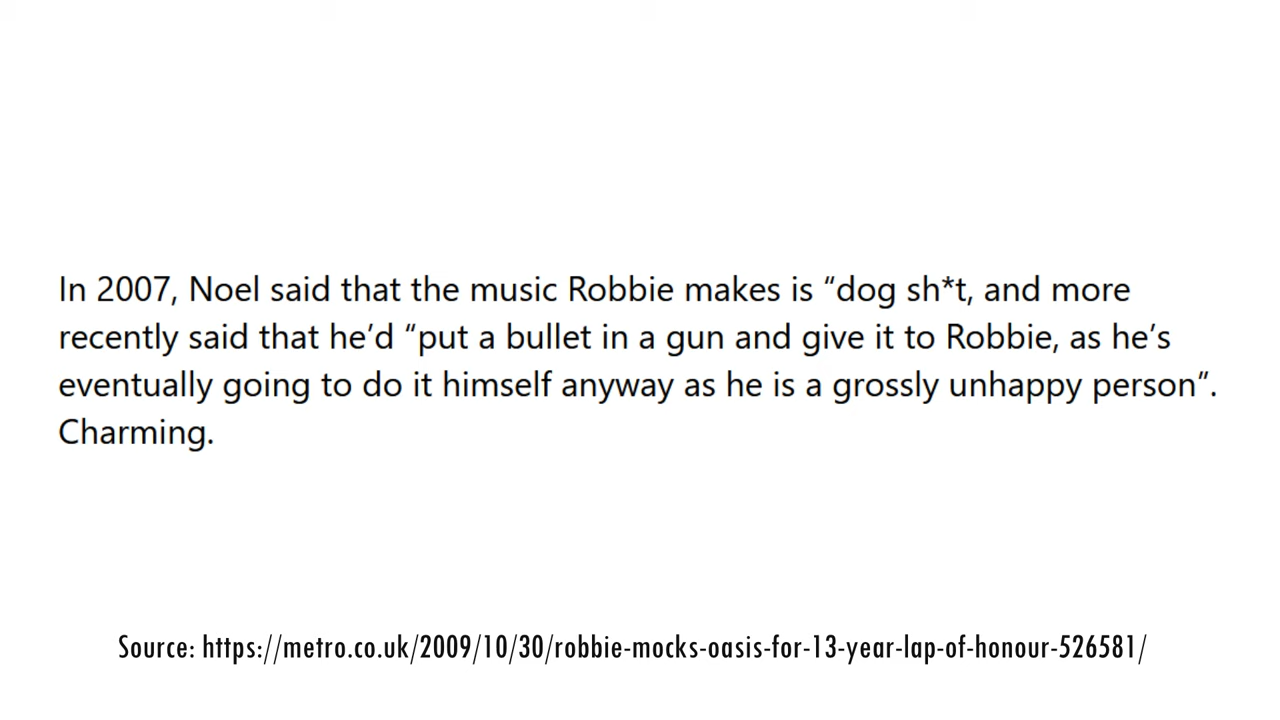 In 2007, Noel said that the music Robbie makes is “dog sh*t, and more
recently said that he’d “put a bullet in a gun and give it to Robbie, as he’s
eventually going to do it himself anyway as he is a grossly unhappy person”.
Charming.
Source: https://metro.co.uk/2009/10/30/robbie-mocks-oasis-for-13-year-lap-of-honour-526581/